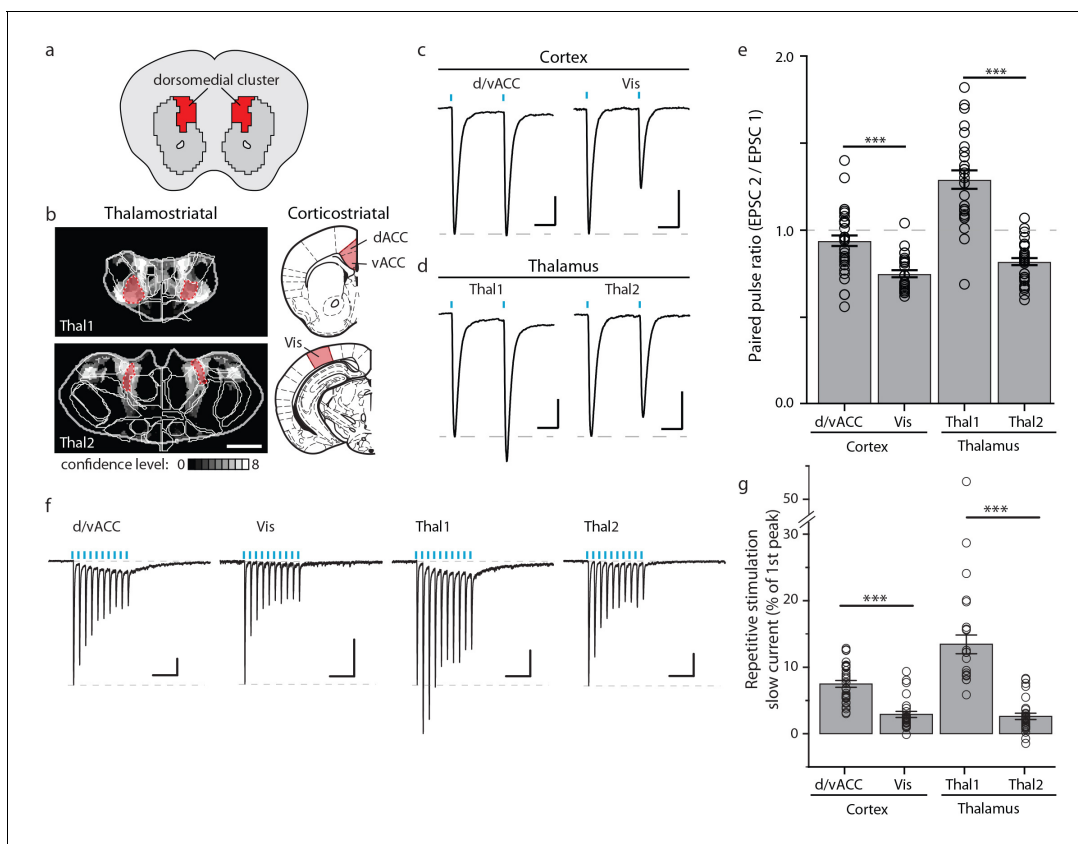 a
dorsomedial cluster
b
Thalamostriatal
Corticostriatal
Thal1
dACC
vACC
Vis
Thal2
confidence level: 0 8
c
Cortex
d/vACC Vis
d
Thalamus
Thal1 Thal2
e
Paired pulse ratio (EPSC 2 / EPSC 1)
2.0
1.0
0.0
***
***
d/vACC Vis Thal1 Thal2
Cortex Thalamus
f
d/vACC Vis Thal1 Thal2
g
Repetitive stimulation
slow current (% of 1st peak)
50
30
20
10
0
***
***
d/vACC Vis Thal1 Thal2
Cortex Thalamus